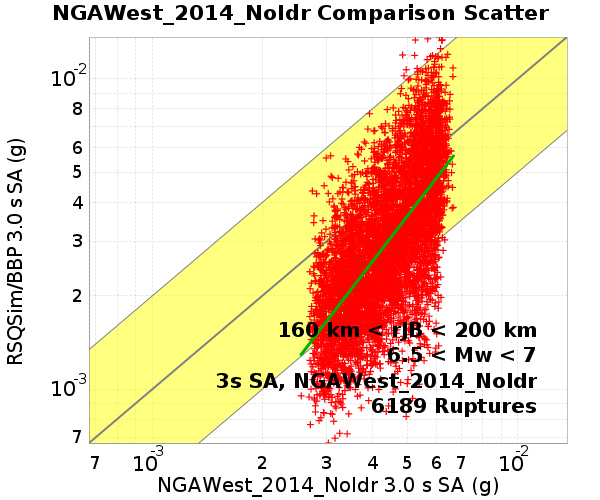 NGAWest_2014_NoIdr Comparison Scatter
RSQSim/BBP 3.0 s SA (g)
10-2
8
6
5
4
3
2
10-3
7
160 km < rJB < 200 km
6.5 < Mw < 7
3s SA, NGAWest_2014_NoIdr
6189 Ruptures
7 10-3 2 3 4 5 6 7 10-2
NGAWest_2014_NoIdr 3.0 s SA (g)